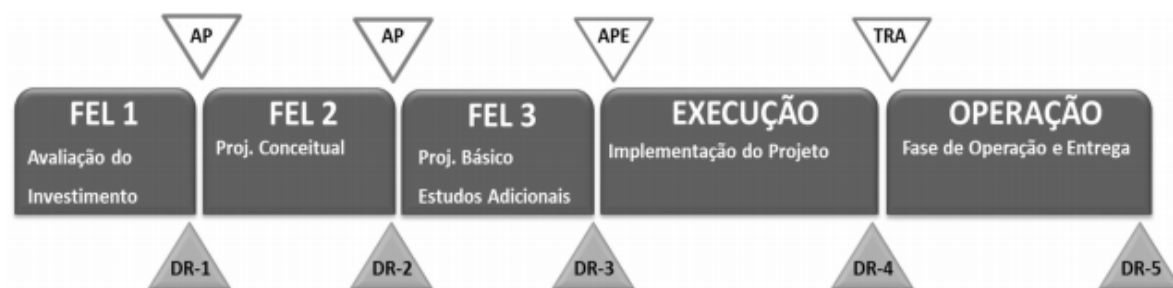 AP
AP
APE
TRA
FEL 1
Avaliação do
Investimento
FEL 2
Proj. Conceitual
FEL 3
Proj. Básico
Estudos Adicionais
EXECUÇÃO
Implementação do Projeto
OPERAÇÃO
Fase de Operação e Entrega
DR-1
DR-2
DR-3
DR-4
DR-5